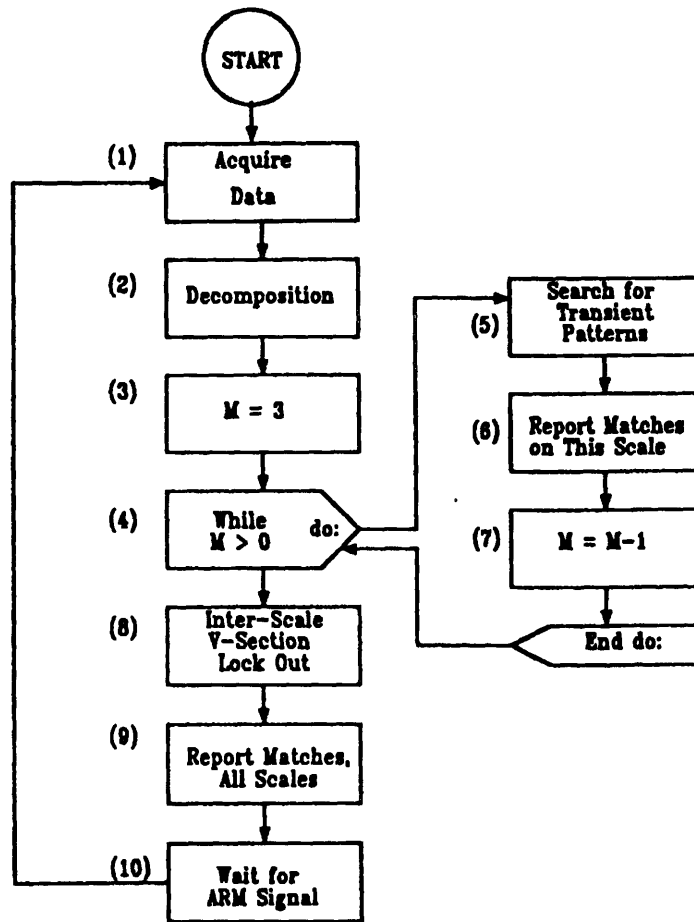 START
(1)
Acquire
Data
(2)
Decomposition
(3)
M = 3
(4)
While
M > 0
do:
(5)
Search for
Transient
Patterns
(6)
Report Matches
on This Scale
(7)
M = M-1
End do:
(8)
Inter-Scale
V-Section
Lock Out
(9)
Report Matches,
All Scales
(10)
Wait for
ARM Signal